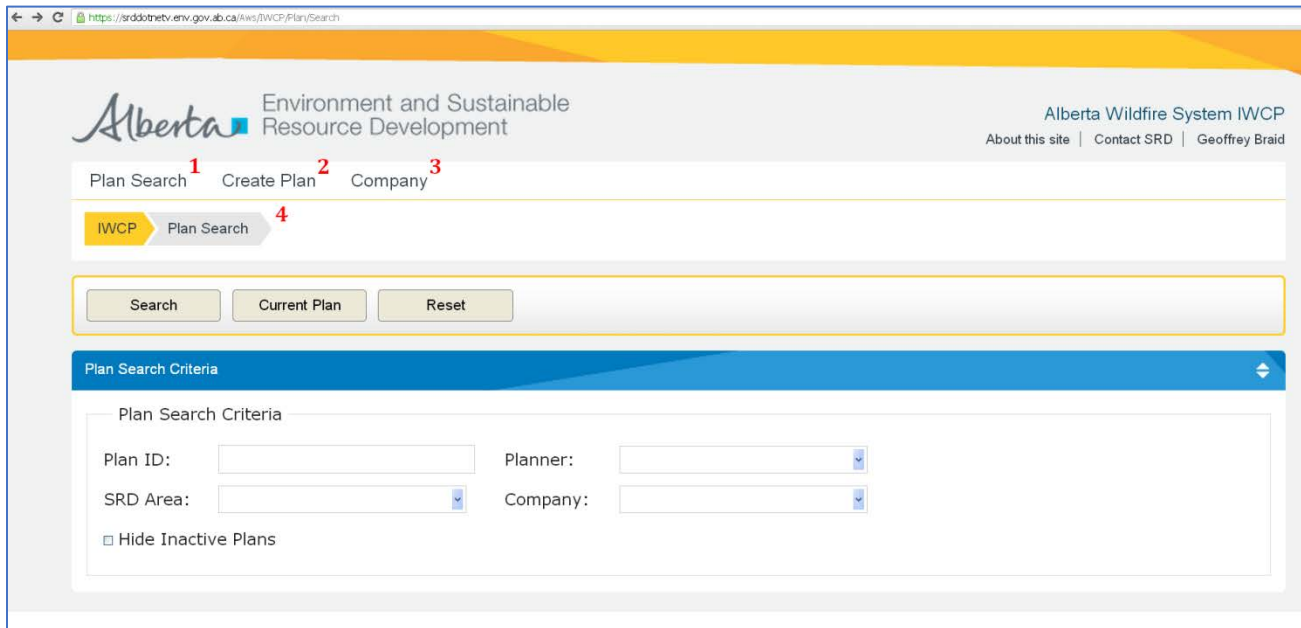 https://srddotnetv.env.gov.ab.ca/Aws/IWCP/Plan/Search
Alberta Environment and Sustainable
Resource Development
Alberta Wildfire System IWCP
About this site | Contact SRD | Geoffrey Braid
Plan Search 1 Create Plan 2 Company 3
IWCP Plan Search 4
Search Current Plan Reset
Plan Search Criteria
Plan Search Criteria
Plan ID: Planner:
SRD Area: Company:
Hide Inactive Plans